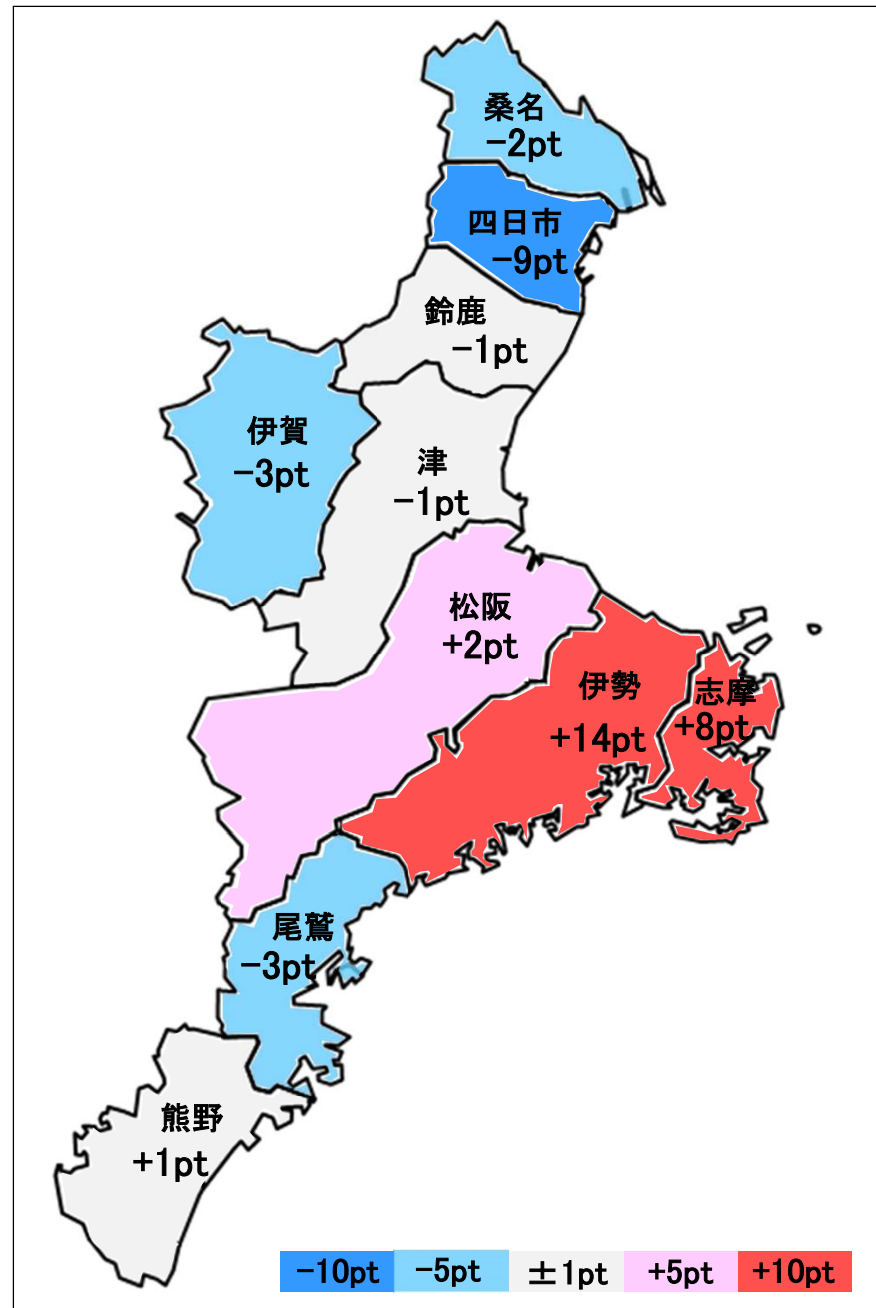 桑名
−2pt
四日市
−9pt
鈴鹿
−1pt
伊賀
−3pt
津
−1pt
松阪
+2pt
伊勢
+14pt
志摩
+8pt
尾鷲
−3pt
熊野
+1pt
−10pt −5pt ±1pt +5pt +10pt